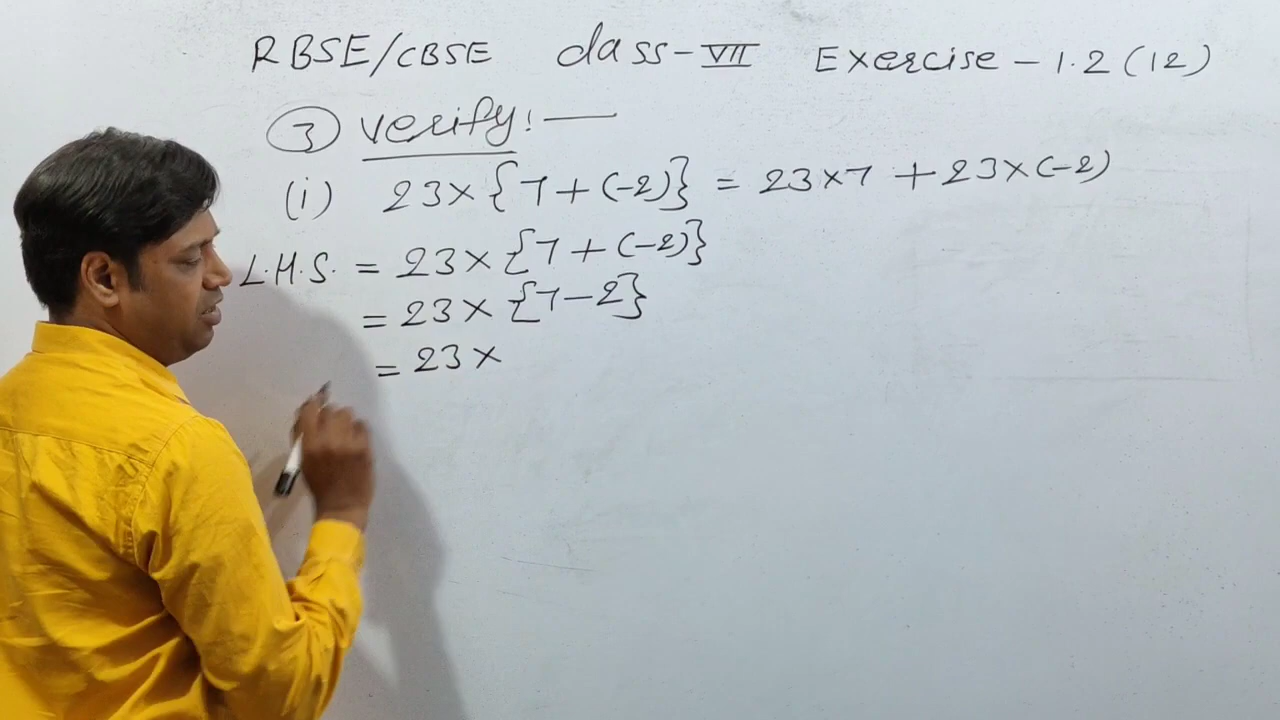 RBSE/CBSE class-VII Exercise-1.2(12)
3 Verify:—
(i) 23×{7+(-2)} = 23×7 + 23×(-2)
L.H.S. = 23×{7+(-2)}
= 23×{7-2}
= 23×